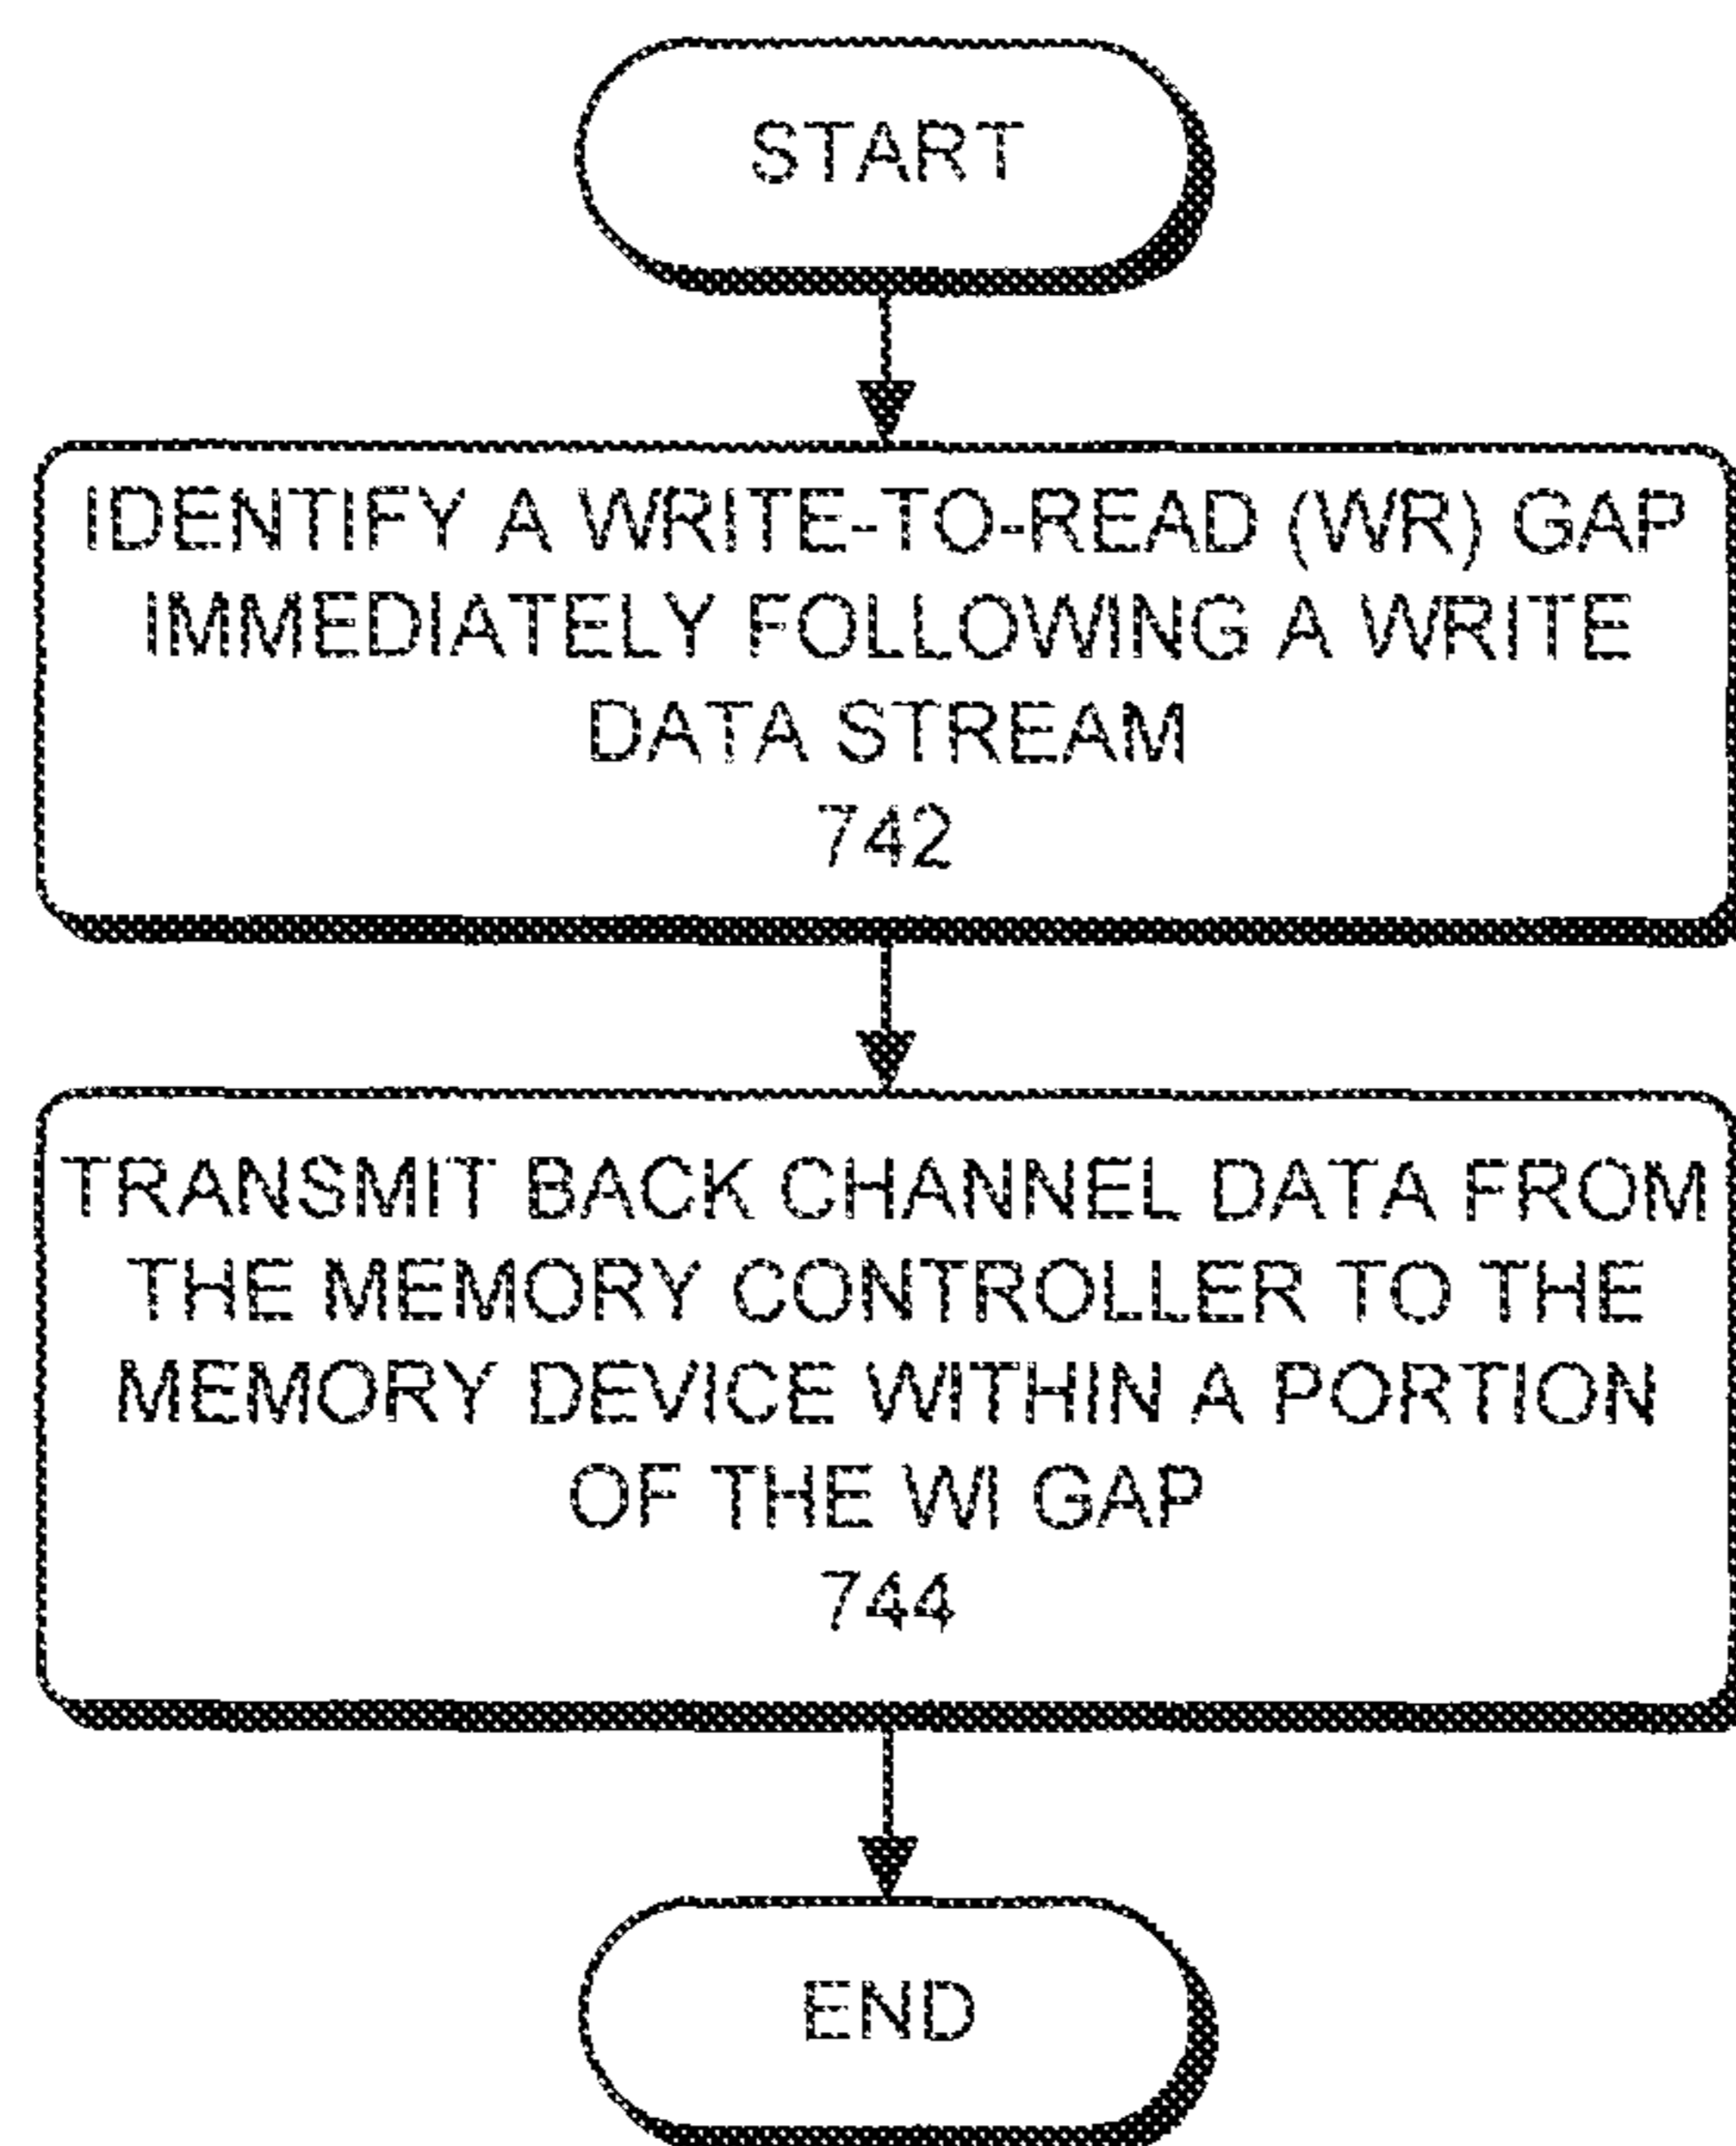 START
IDENTIFY A WRITE-TO-READ (WR) GAP
IMMEDIATELY FOLLOWING A WRITE
DATA STREAM
742
TRANSMIT BACK CHANNEL DATA FROM
THE MEMORY CONTROLLER TO THE
MEMORY DEVICE WITHIN A PORTION
OF THE WI GAP
744
END